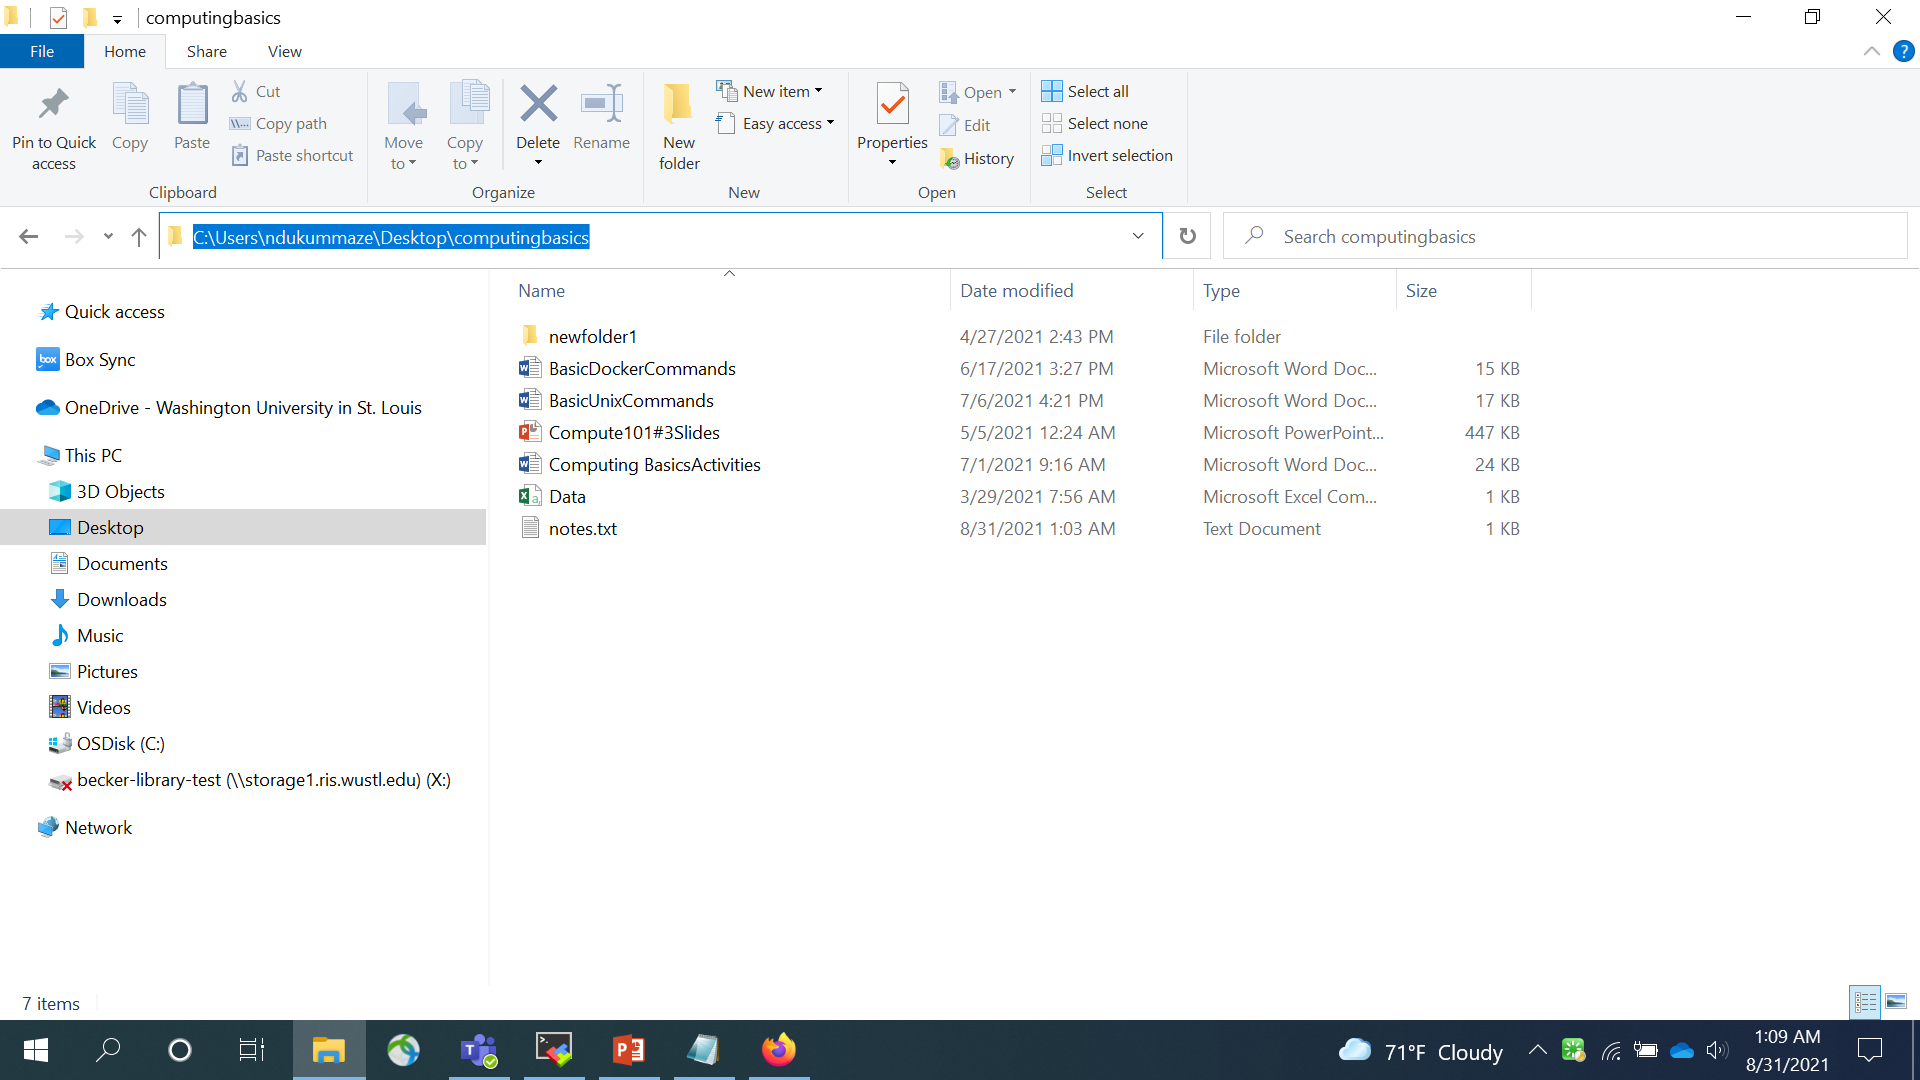 computingbasics
File Home Share View
Pin to Quick access
Copy
Paste
Cut
Copy path
Paste shortcut
Clipboard
Move to
Copy to
Delete
Rename
Organize
New folder
New item
Easy access
New
Properties
Open
Edit
History
Open
Select all
Select none
Invert selection
Select
C:\Users\ndukummaze\Desktop\computingbasics
Search computingbasics
Quick access
Box Sync
OneDrive - Washington University in St. Louis
This PC
3D Objects
Desktop
Documents
Downloads
Music
Pictures
Videos
OSDisk (C:)
becker-library-test (\\storage1.ris.wustl.edu) (X:)
Network
Name Date modified Type Size
newfolder1 4/27/2021 2:43 PM File folder
BasicDockerCommands 6/17/2021 3:27 PM Microsoft Word Doc... 15 KB
BasicUnixCommands 7/6/2021 4:21 PM Microsoft Word Doc... 17 KB
Compute101#3Slides 5/5/2021 12:24 AM Microsoft PowerPoint... 447 KB
Computing BasicsActivities 7/1/2021 9:16 AM Microsoft Word Doc... 24 KB
Data 3/29/2021 7:56 AM Microsoft Excel Com... 1 KB
notes.txt 8/31/2021 1:03 AM Text Document 1 KB
7 items
71°F Cloudy
1:09 AM
8/31/2021